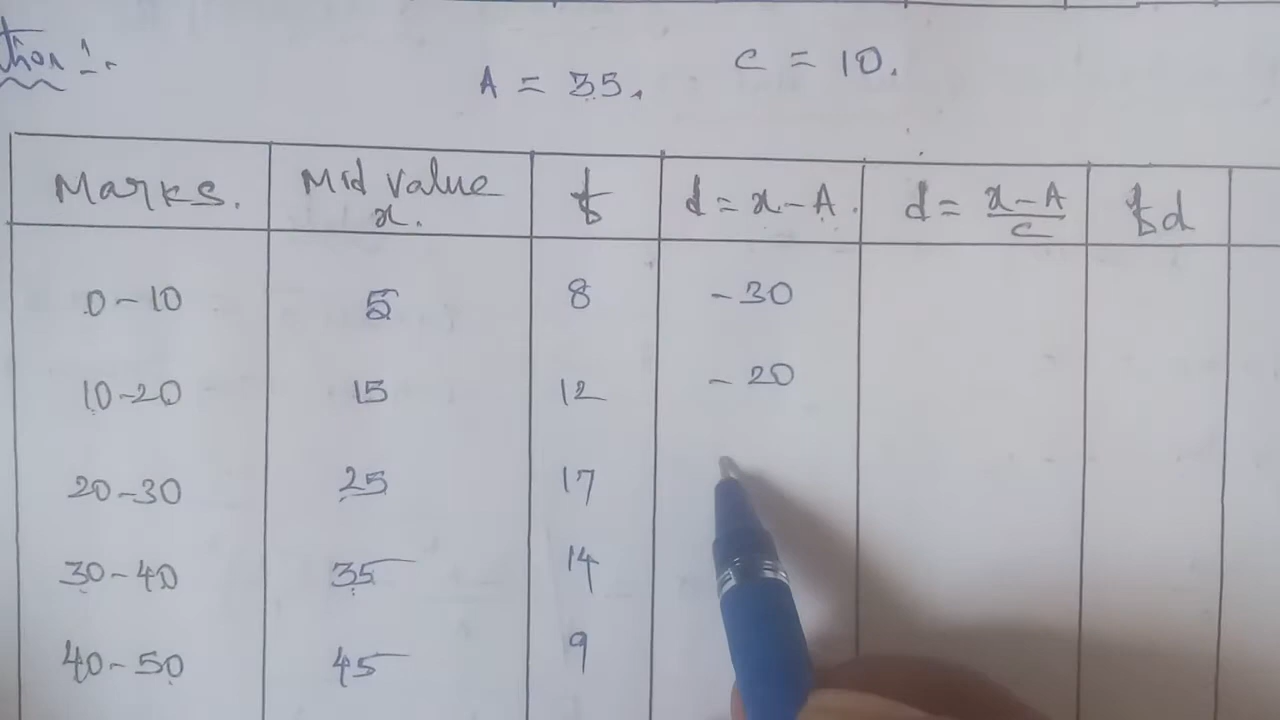 A = 35. C = 10.
Marks. Mid value x. f d = x - A. d = x - A / c fd
0-10 5 8 -30
10-20 15 12 -20
20-30 25 17
30-40 35 14
40-50 45 9